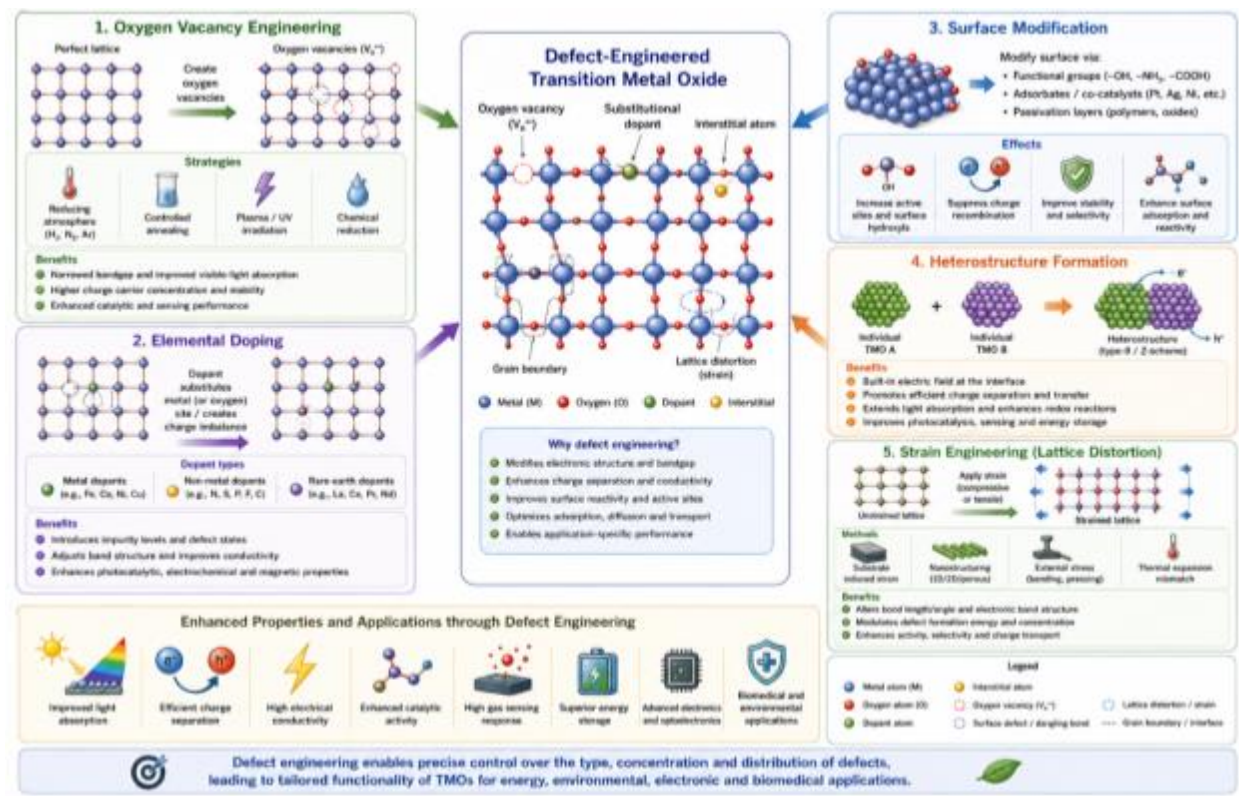 1. Oxygen Vacancy Engineering
Perfect lattice
Oxygen vacancies
Create
oxygen
vacancies
Strategies
Reducing
atmosphere
(H₂, N₂, Ar)
Controlled
annealing
Plasma / UV
irradiation
Chemical
reduction
Benefits
Narrowed bandgap and improved visible-light absorption
Higher charge carrier concentration and mobility
Enhanced catalytic and sensing performance
2. Elemental Doping
Dopant
substitutes
metal (or oxygen)
site / creates
charge imbalance
Dopant types
Metal dopants
(e.g., Fe, Co, Ni, Cu)
Non-metal dopants
(e.g., N, S, P, F, C)
Rare earth dopants
(e.g., La, Ce, Nd)
Benefits
Introduces impurity levels and defect states
Adjusts band structure and improves conductivity
Enhances photocatalytic, electrochemical and magnetic properties
Defect-Engineered
Transition Metal Oxide
Oxygen vacancy
Substitutional
dopant
Interstitial atom
Grain boundary
Lattice distortion
(strain)
Metal (M)
Oxygen (O)
Dopant
Interstitial
Why defect engineering?
Modifies electronic structure and bandgap
Enhances charge separation and conductivity
Improves surface reactivity and active sites
Optimizes adsorption, diffusion and transport
Enables application-specific performance
3. Surface Modification
Modify surface via:
• Functional groups (–OH, –NH₂, –COOH)
• Adsorbates / co-catalysts (Pt, Ag, Ni, etc.)
• Passivation layers (polymers, oxides)
Effects
OH
Increase active
sites and surface
hydroxyls
Suppress charge
recombination
Improve stability
and selectivity
Enhance surface
adsorption and
reactivity
4. Heterostructure Formation
e⁻
+
h⁺
Individual
TMO A
Individual
TMO B
Heterostructure
(type-II / Z-scheme)
Benefits
Built-in electric field at the interface
Promotes efficient charge separation and transfer
Extends light absorption and enhances redox reactions
Improves photocatalysis, sensing and energy storage
5. Strain Engineering (Lattice Distortion)
Apply strain
(compressive
or tensile)
Unstrained lattice
Strained lattice
Methods
Substrate
induced strain
Nanostructuring
(1D/2D/porous)
External stress
(bending, pressing)
Thermal expansion
mismatch
Benefits
Alters bond length/angle and electronic band structure
Modulates defect formation energy and concentration
Enhances activity, selectivity and charge transport
Enhanced Properties and Applications through Defect Engineering
e⁻
h⁺
Improved light
absorption
Efficient charge
separation
High electrical
conductivity
Enhanced catalytic
activity
High gas sensing
response
Superior energy
storage
Advanced electronics
and optoelectronics
Biomedical and
environmental
applications
Legend
Metal atom (M)
Oxygen atom (O)
Dopant atom
Interstitial atom
Oxygen vacancy
Surface defect / dangling bond
Lattice distortion / strain
Grain boundary / interface
Defect engineering enables precise control over the type, concentration and distribution of defects,
leading to tailored functionality of TMOs for energy, environmental, electronic and biomedical applications.